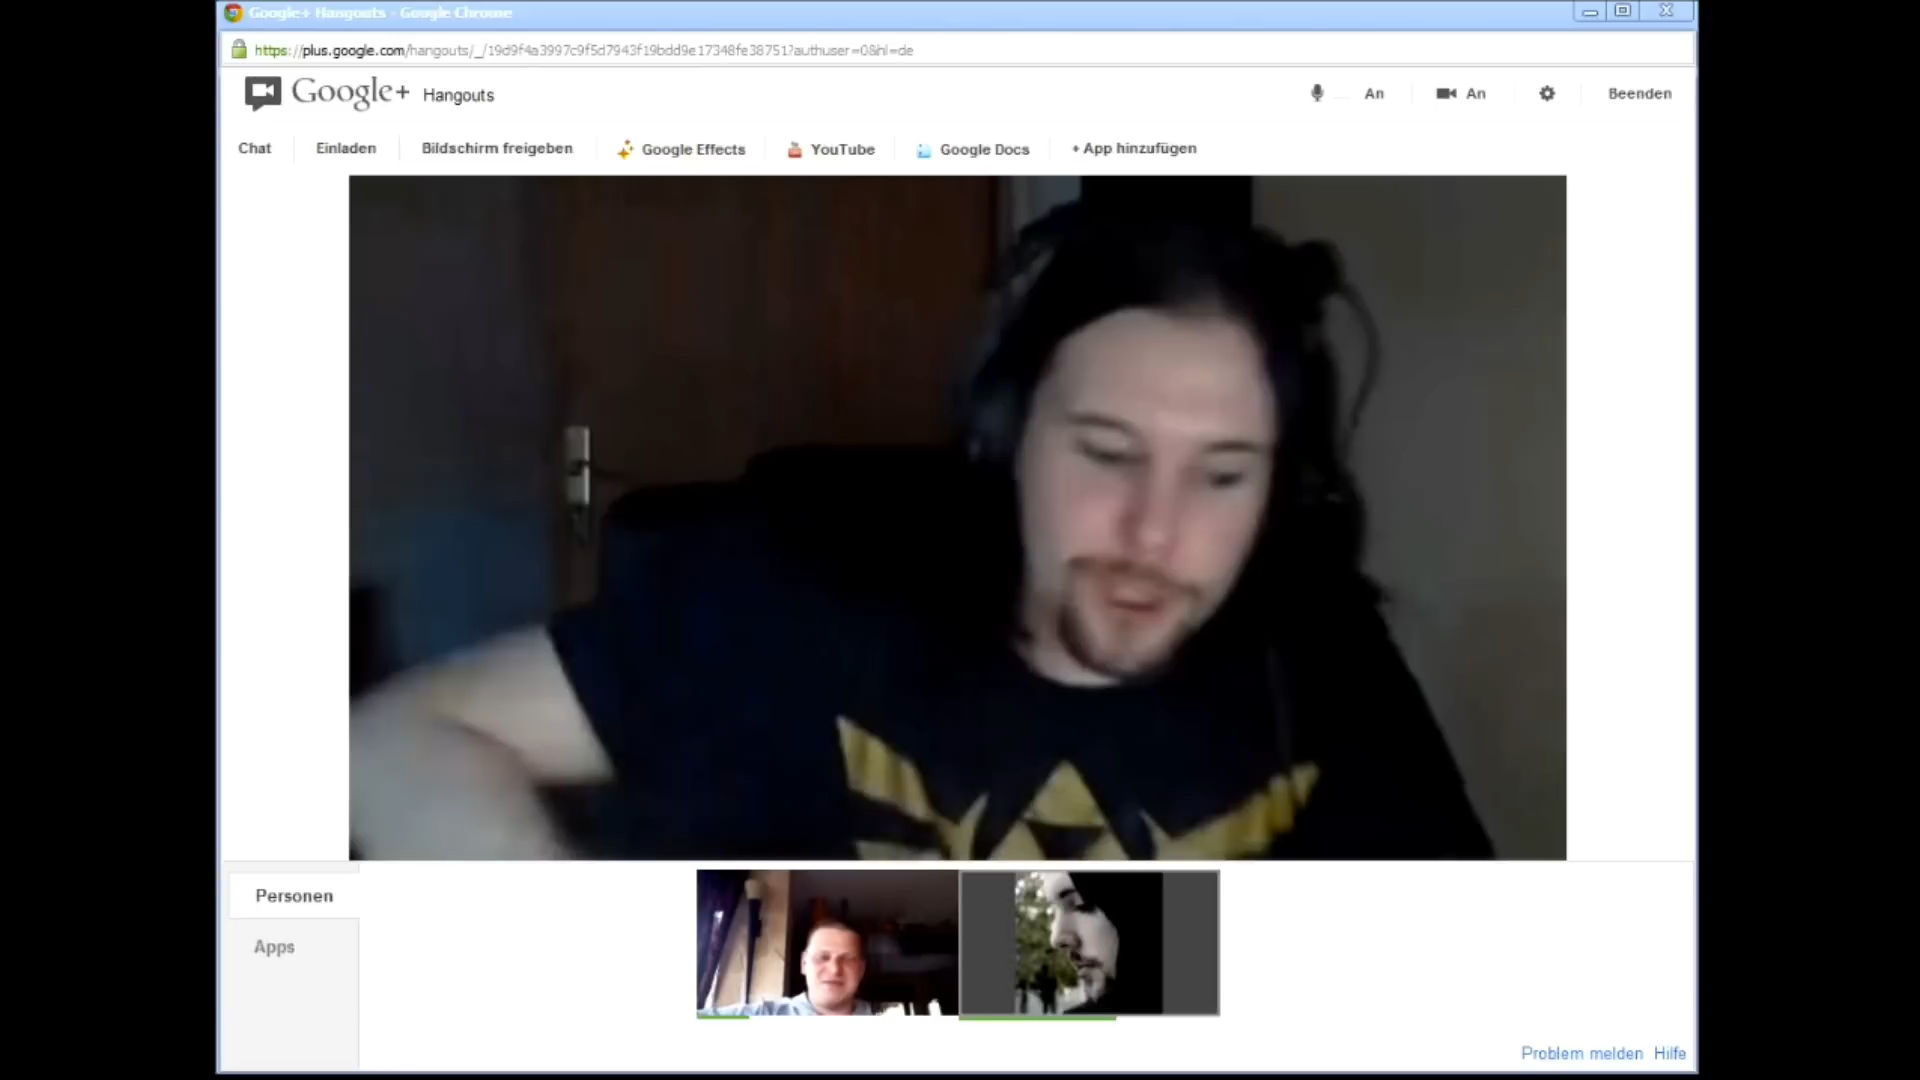 Google+ Hangouts - Google Chrome
https://plus.google.com/hangouts/_/19d9f4a3997c9f5d7943f19bdd9e17348fe38751?authuser=0&hl=de
Google+ Hangouts
An
An
Beenden
Chat
Einladen
Bildschirm freigeben
Google Effects
YouTube
Google Docs
+ App hinzufügen
Personen
Apps
Problem melden
Hilfe